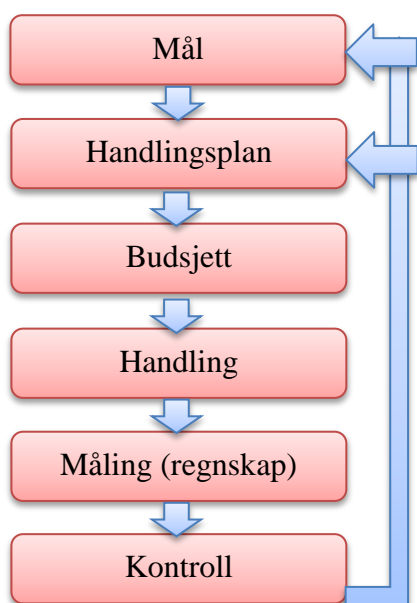 Mål
Handlingsplan
Budsjett
Handling
Måling (regnskap)
Kontroll